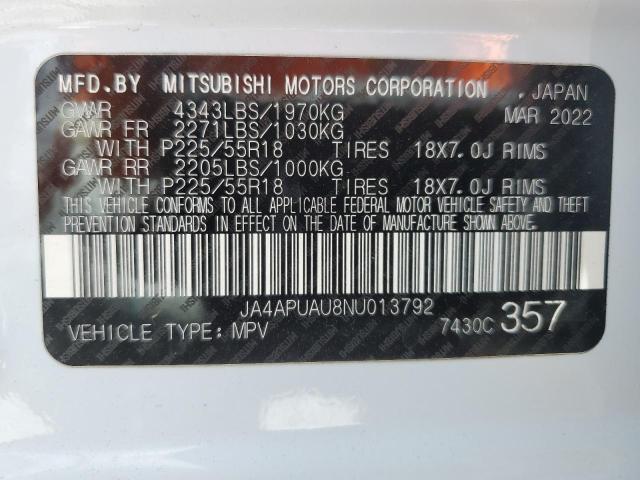 MFD.BY MITSUBISHI MOTORS CORPORATION . JAPAN
GVWR 4343LBS/1970KG MAR 2022
GAWR FR 2271LBS/1030KG
WITH P225/55R18 TIRES 18X7.0J RIMS
GAWR RR 2205LBS/1000KG
WITH P225/55R18 TIRES 18X7.0J RIMS
THIS VEHICLE CONFORMS TO ALL APPLICABLE FEDERAL MOTOR VEHICLE SAFETY AND THEFT
PREVENTION STANDARDS IN EFFECT ON THE DATE OF MANUFACTURE SHOWN ABOVE.
JA4APUAU8NU013792
VEHICLE TYPE:MPV 7430C 357